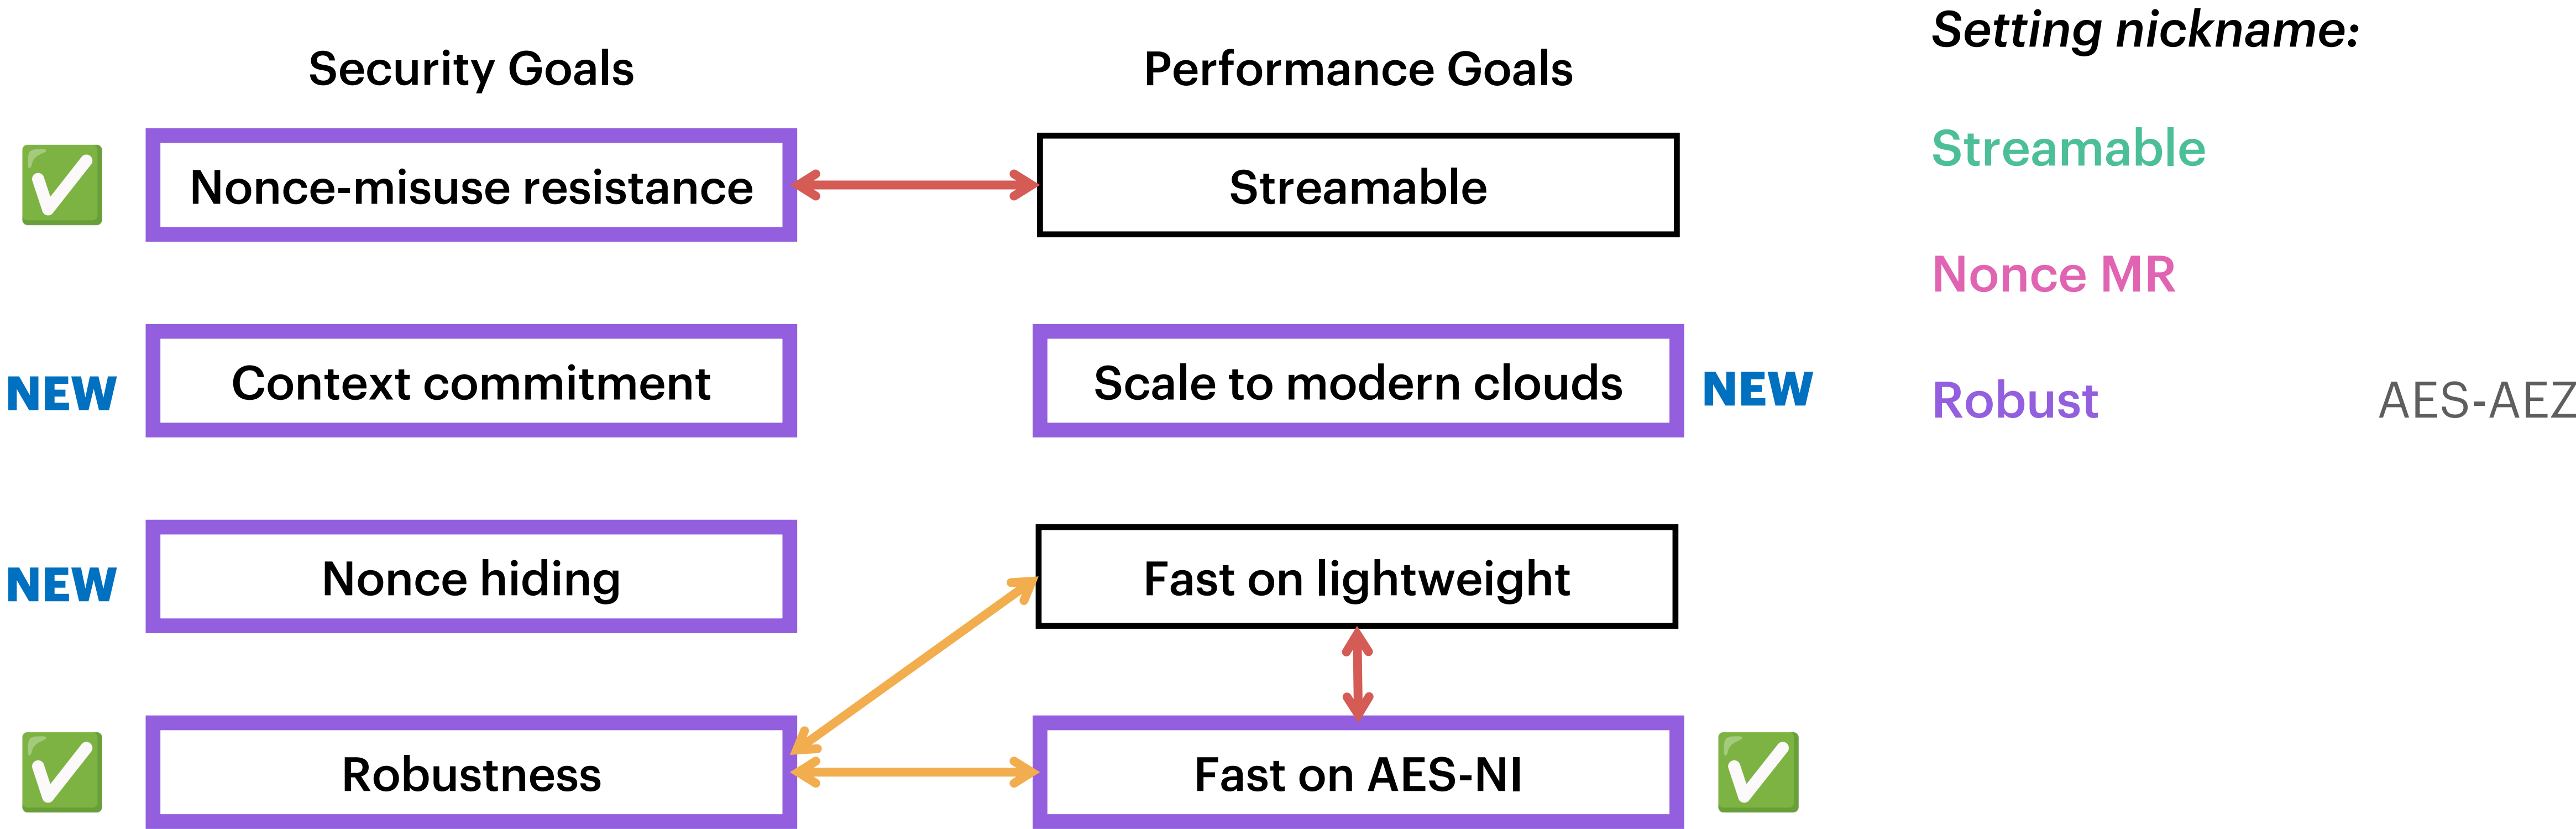 Security Goals
Performance Goals
Setting nickname:
Nonce-misuse resistance
Streamable
Streamable
Nonce MR
NEW
Context commitment
Scale to modern clouds
NEW
Robust
AES-AEZ
NEW
Nonce hiding
Fast on lightweight
Robustness
Fast on AES-NI